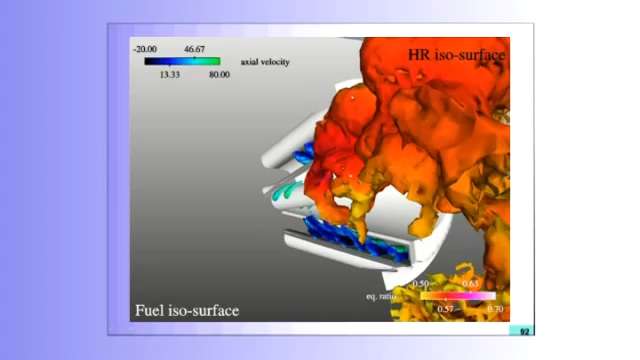 -20.00 46.67
axial velocity
13.33 80.00
HR iso-surface
0.50 0.63
eq. ratio
0.57 0.70
Fuel iso-surface
92